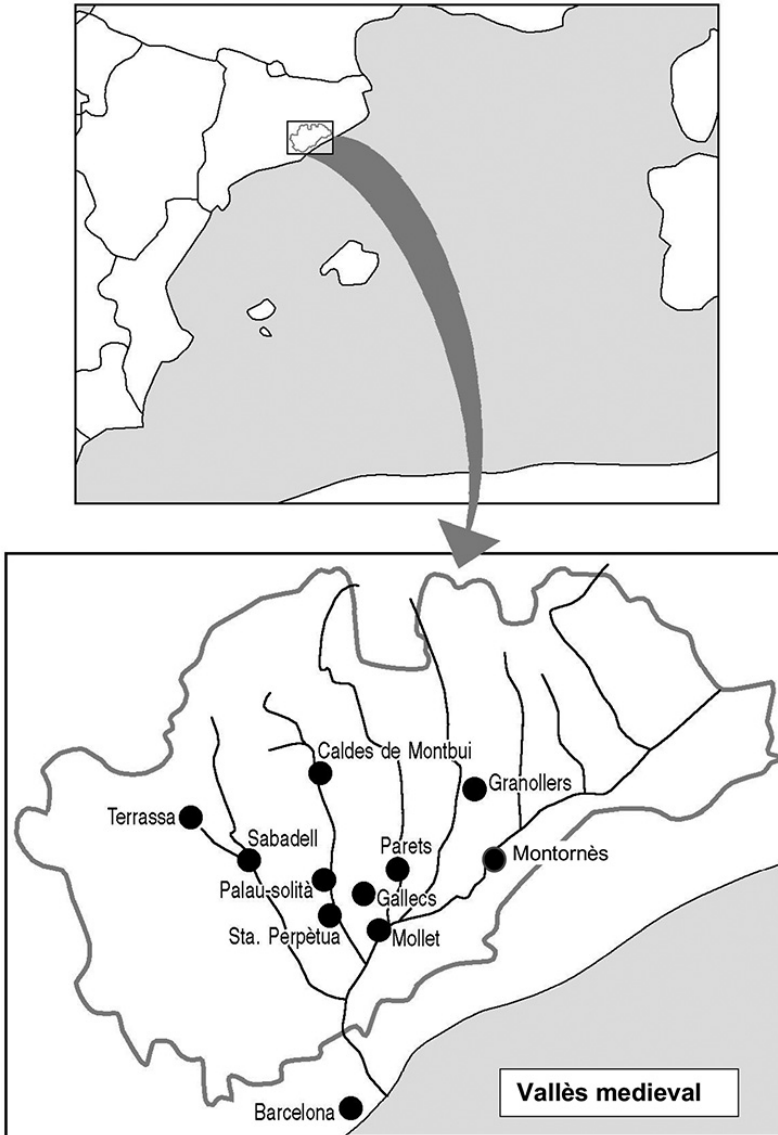 Caldes de Montbui
Granollers
Terrassa
Sabadell
Parets
Montornès
Palau-solità
Gallecs
Sta. Perpètua
Mollet
Vallès medieval
Barcelona